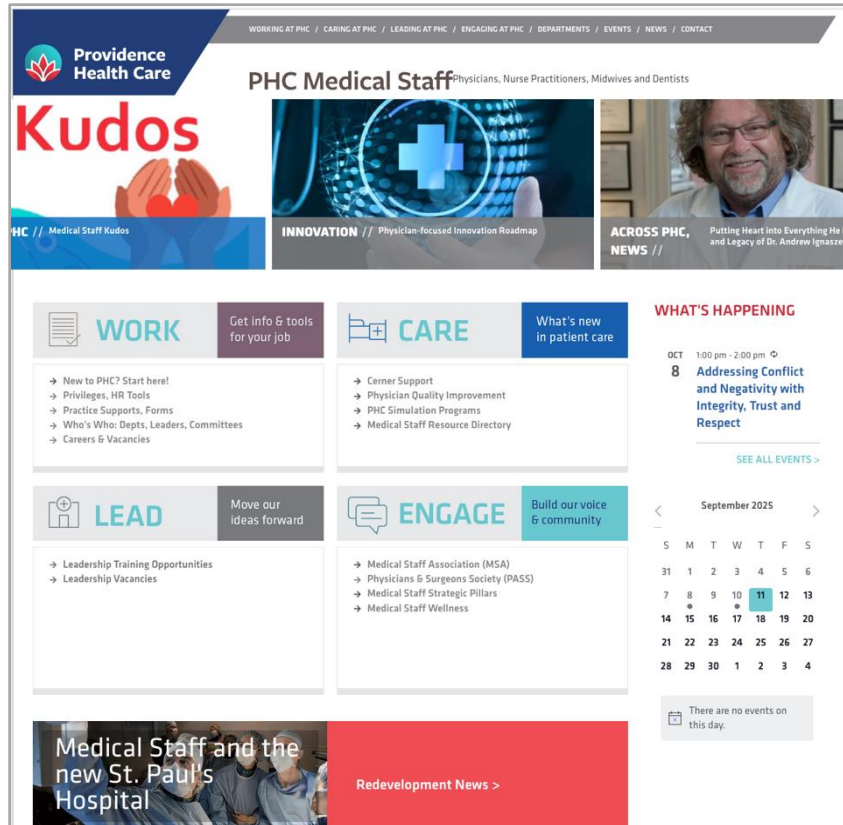 WORKING AT PHC / CARING AT PHC / LEADING AT PHC / ENGAGING AT PHC / DEPARTMENTS / EVENTS / NEWS / CONTACT
Providence
Health Care
PHC Medical Staff Physicians, Nurse Practitioners, Midwives and Dentists
Kudos
HC // Medical Staff Kudos
INNOVATION // Physician-focused Innovation Roadmap
ACROSS PHC, NEWS //
Putting Heart into Everything He
and Legacy of Dr. Andrew Ignasze
WORK
Get info & tools
for your job
→ New to PHC? Start here!
→ Privileges, HR Tools
→ Practice Supports, Forms
→ Who's Who: Depts, Leaders, Committees
→ Careers & Vacancies
CARE
What's new
in patient care
→ Cerner Support
→ Physician Quality Improvement
→ PHC Simulation Programs
→ Medical Staff Resource Directory
LEAD
Move our
ideas forward
→ Leadership Training Opportunities
→ Leadership Vacancies
ENGAGE
Build our voice
& community
→ Medical Staff Association (MSA)
→ Physicians & Surgeons Society (PASS)
→ Medical Staff Strategic Pillars
→ Medical Staff Wellness
WHAT'S HAPPENING
OCT 1:00 pm - 2:00 pm
8 Addressing Conflict
and Negativity with
Integrity, Trust and
Respect
SEE ALL EVENTS >
< September 2025 >
S M T W T F S
31 1 2 3 4 5 6
7 8 9 10 11 12 13
14 15 16 17 18 19 20
21 22 23 24 25 26 27
28 29 30 1 2 3 4
There are no events on
this day.
Medical Staff and the
new St. Paul's
Hospital
Redevelopment News >